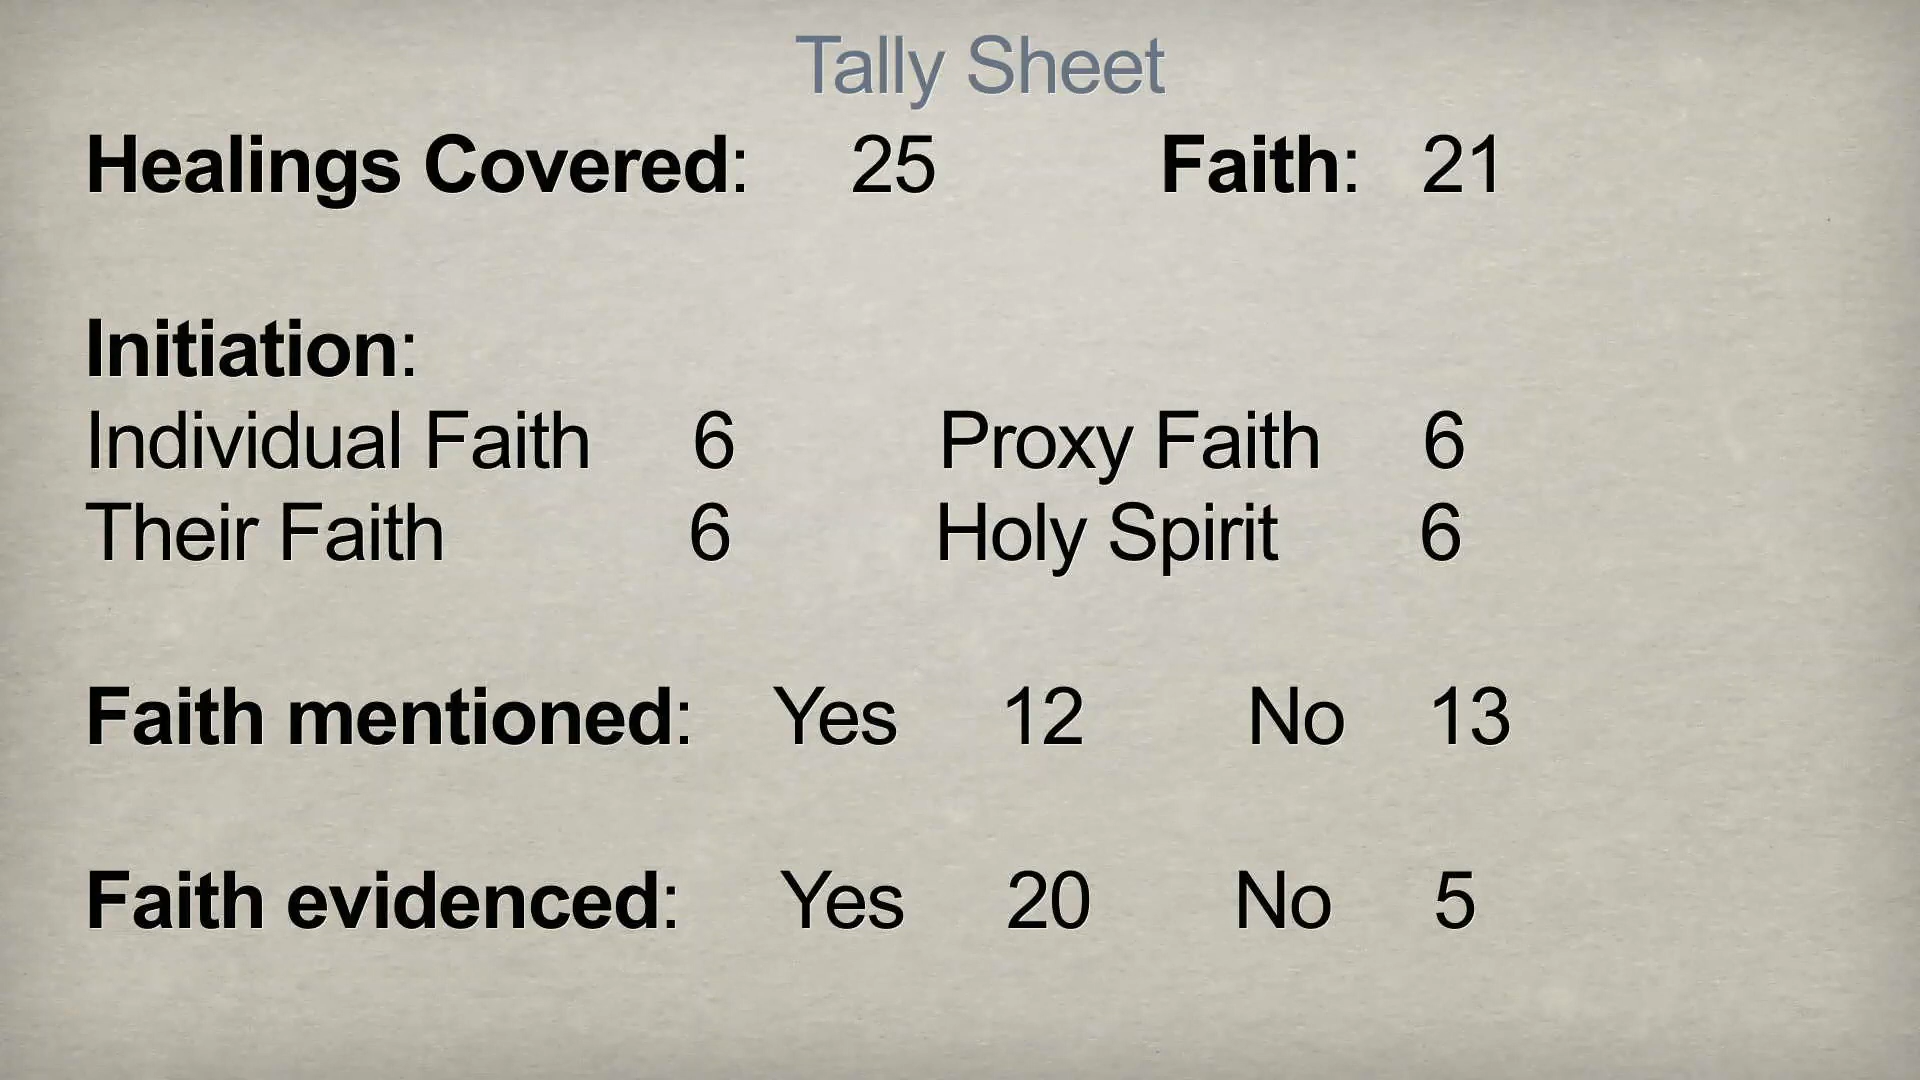 Tally Sheet
Healings Covered: 25 Faith: 21
Initiation:
Individual Faith 6 Proxy Faith 6
Their Faith 6 Holy Spirit 6
Faith mentioned: Yes 12 No 13
Faith evidenced: Yes 20 No 5